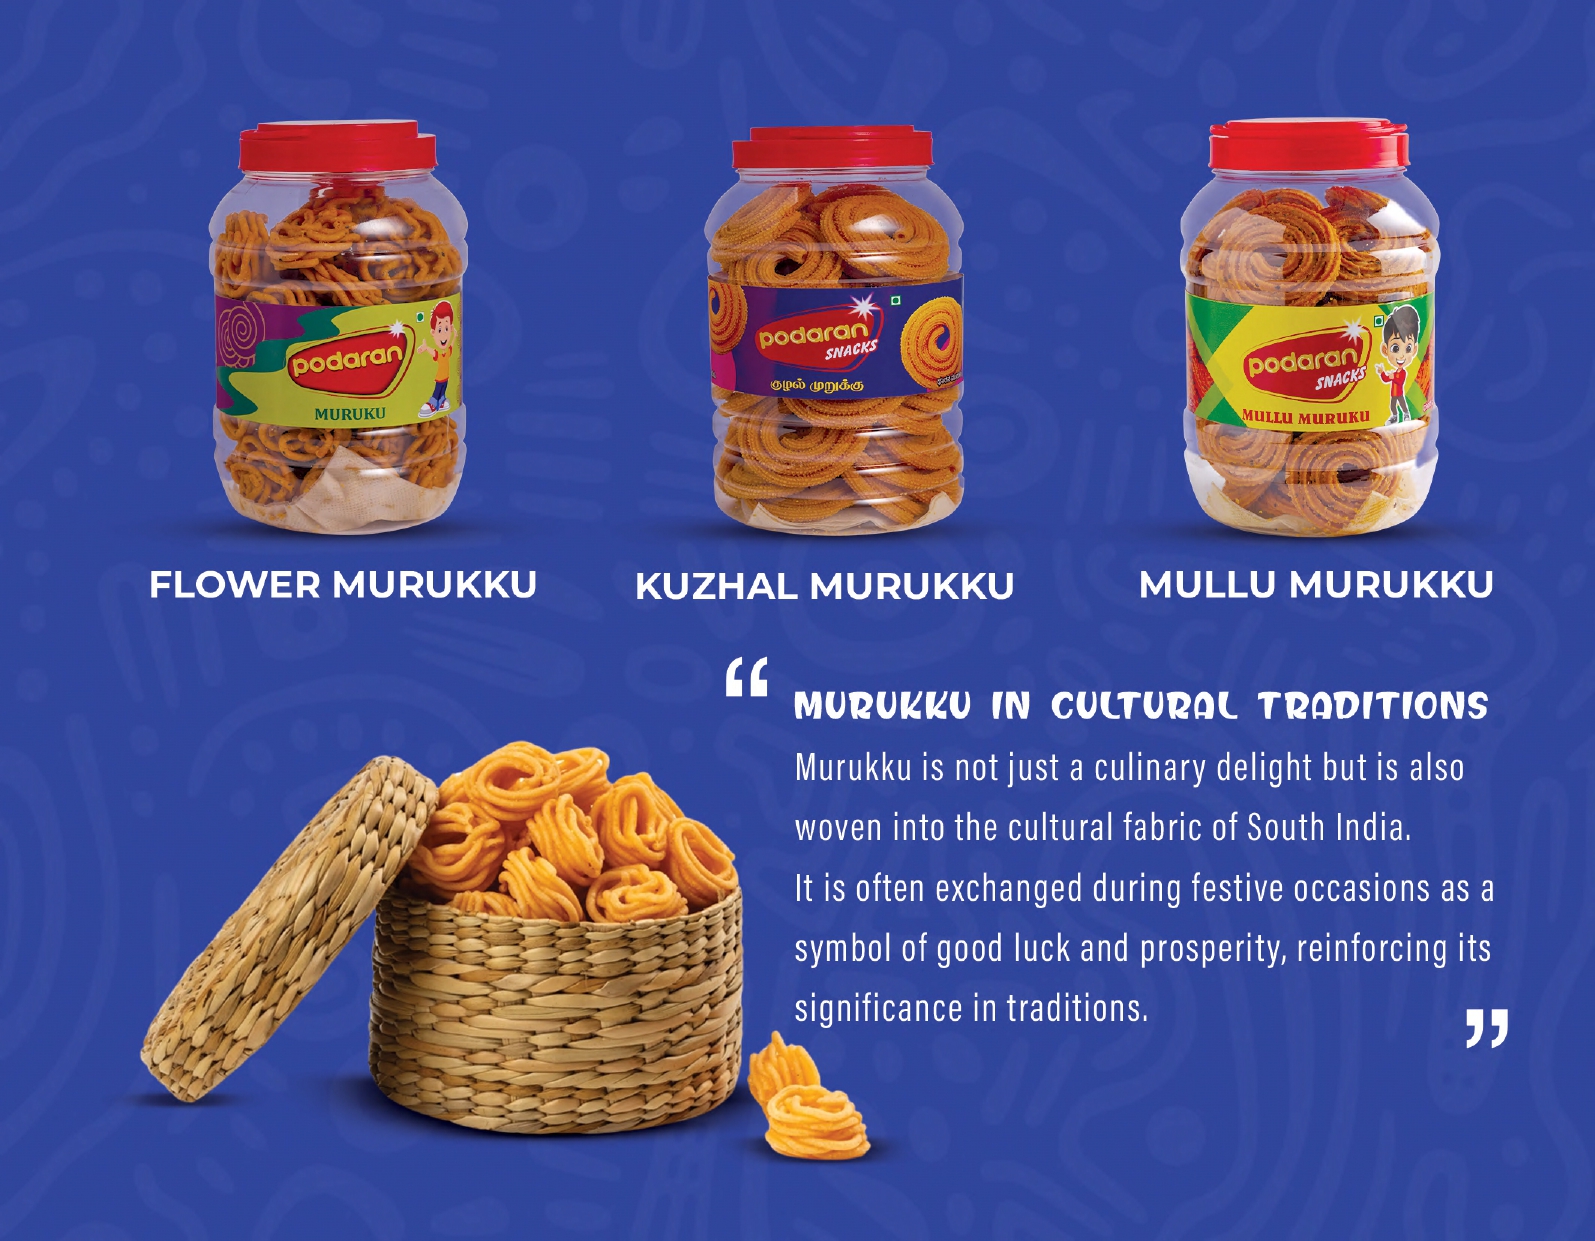 podaran
MURUKU
podaran
SNACKS
குழல் முறுக்கு
podaran
SNACKS
MULLU MURUKU
FLOWER MURUKKU
KUZHAL MURUKKU
MULLU MURUKKU
“ MURUKKU IN CULTURAL TRADITIONS
Murukku is not just a culinary delight but is also
woven into the cultural fabric of South India.
It is often exchanged during festive occasions as a
symbol of good luck and prosperity, reinforcing its
significance in traditions. ”